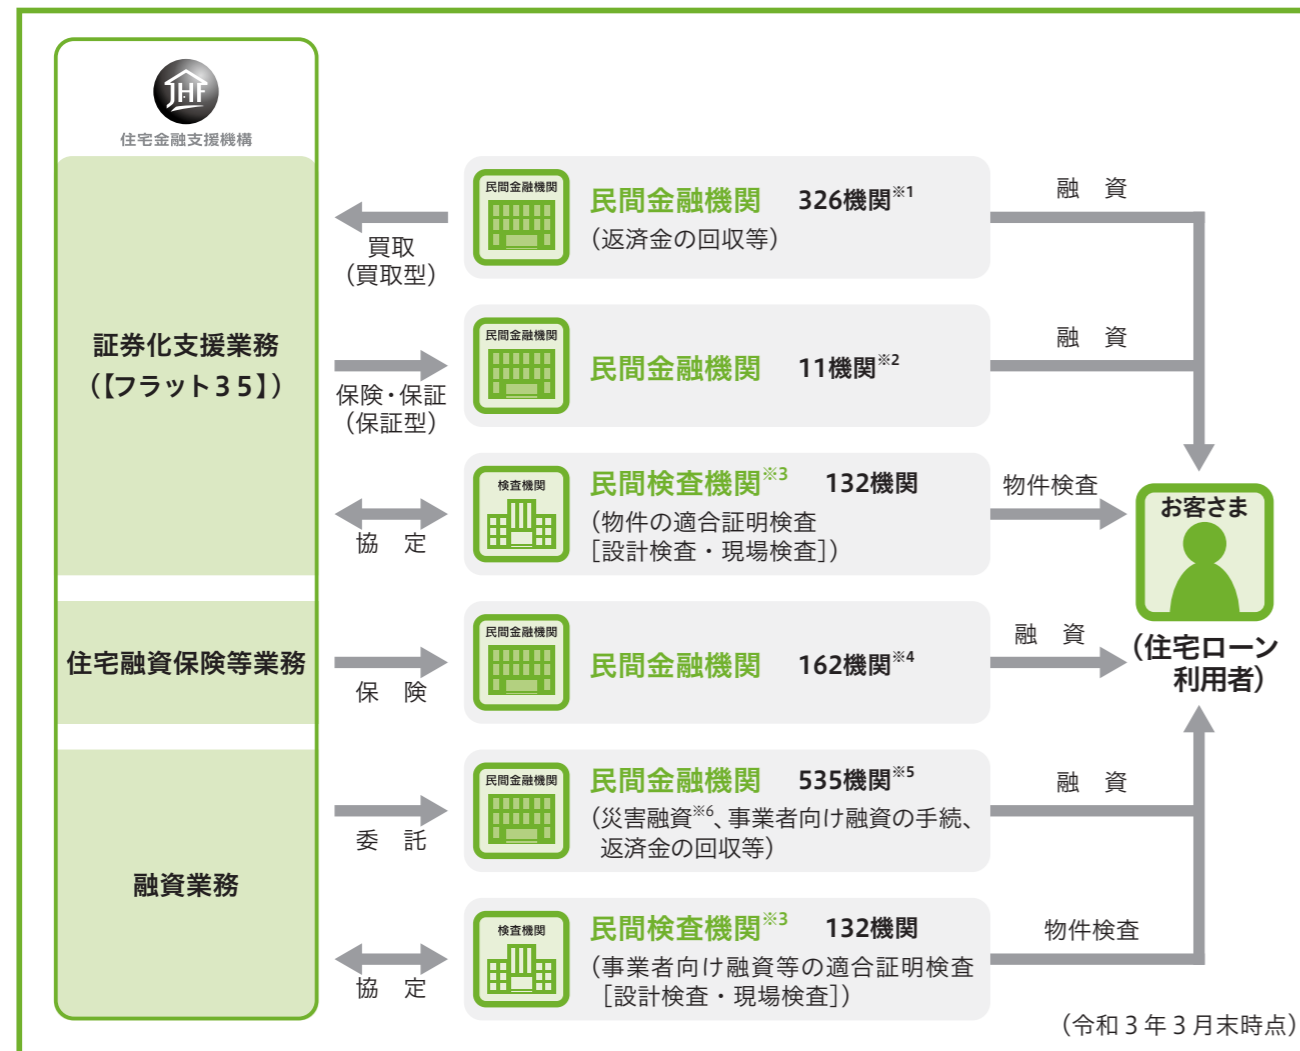 JHF
住宅金融支援機構
証券化支援業務
（【フラット３５】）
買取
（買取型）
民間金融機関
民間金融機関　326機関※1
（返済金の回収等）
融　資
保険・保証
（保証型）
民間金融機関
民間金融機関　11機関※2
融　資
協　定
検査機関
民間検査機関※3　132機関
（物件の適合証明検査
［設計検査・現場検査］）
物件検査
お客さま
（住宅ローン
利用者）
住宅融資保険等業務
保　険
民間金融機関
民間金融機関　162機関※4
融　資
融資業務
委　託
民間金融機関
民間金融機関　535機関※5
（災害融資※6、事業者向け融資の手続、
返済金の回収等）
融　資
協　定
検査機関
民間検査機関※3　132機関
（事業者向け融資等の適合証明検査
［設計検査・現場検査］）
物件検査
（令和３年３月末時点）